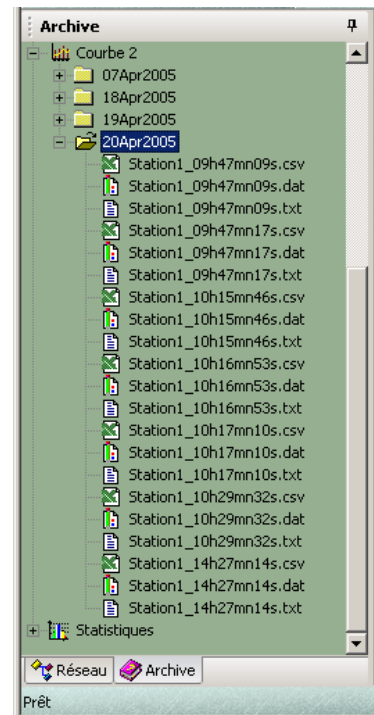 Archive
Courbe 2
07Apr2005
18Apr2005
19Apr2005
20Apr2005
Station1_09h47mn09s.csv
Station1_09h47mn09s.dat
Station1_09h47mn09s.txt
Station1_09h47mn17s.csv
Station1_09h47mn17s.dat
Station1_09h47mn17s.txt
Station1_10h15mn46s.csv
Station1_10h15mn46s.dat
Station1_10h15mn46s.txt
Station1_10h16mn53s.csv
Station1_10h16mn53s.dat
Station1_10h16mn53s.txt
Station1_10h17mn10s.csv
Station1_10h17mn10s.dat
Station1_10h17mn10s.txt
Station1_10h29mn32s.csv
Station1_10h29mn32s.dat
Station1_10h29mn32s.txt
Station1_14h27mn14s.csv
Station1_14h27mn14s.dat
Station1_14h27mn14s.txt
Statistiques
Réseau Archive
Prêt